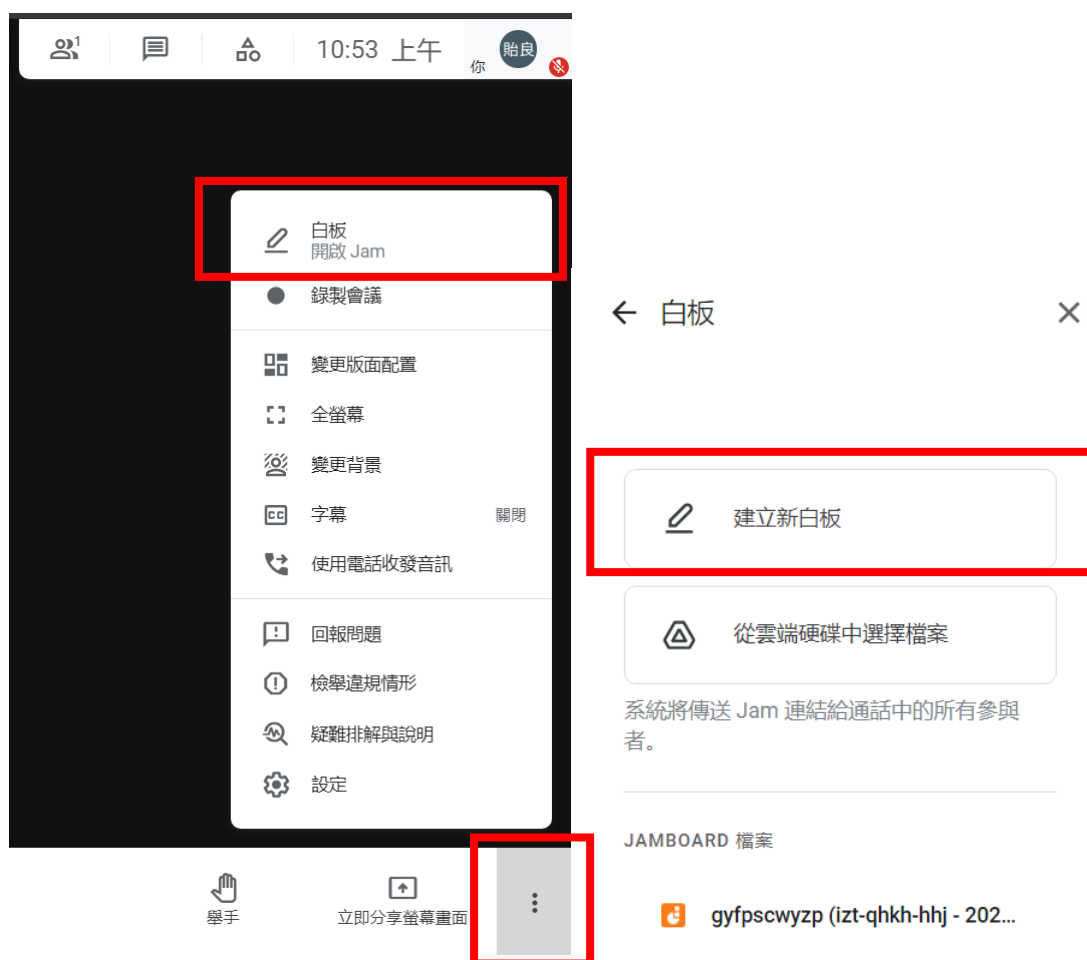 1
10:53 上午
你
貽良
白板
開啟 Jam
錄製會議
變更版面配置
全螢幕
變更背景
CC
字幕
關閉
使用電話收發音訊
回報問題
檢舉違規情形
疑難排解與說明
設定
舉手
立即分享螢幕畫面
白板
建立新白板
從雲端硬碟中選擇檔案
系統將傳送 Jam 連結給通話中的所有參與
者。
JAMBOARD 檔案
gyfpscwyzp (izt-qhkh-hhj - 202...